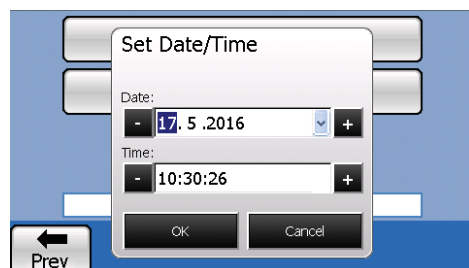 Set Date/Time
Date:
- 17. 5 .2016 +
Time:
- 10:30:26 +
OK Cancel
Prev